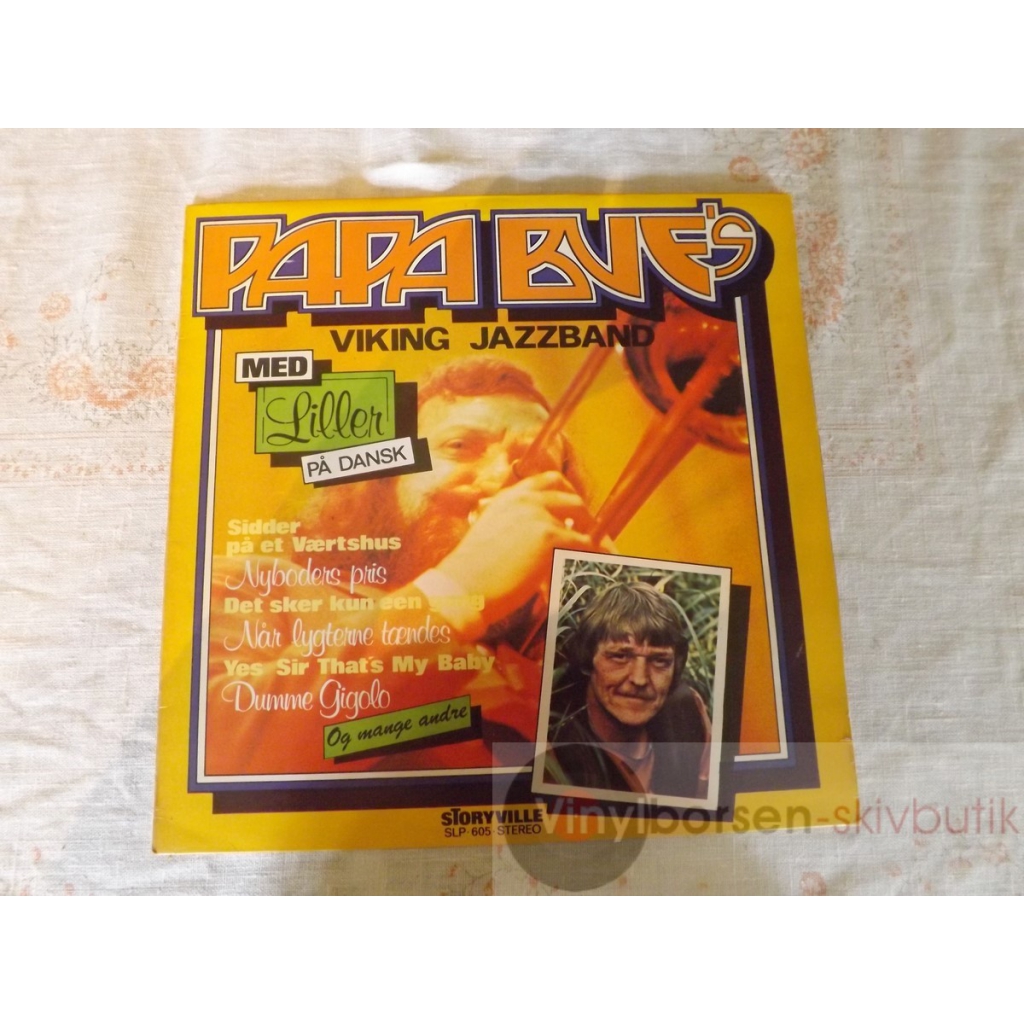 PAPA BUE'S
VIKING JAZZBAND
MED
Liller
PÅ DANSK
Sidder
på et Værtshus
Nyboders pris
Det sker kun een gang
Når lygterne tændes
Yes Sir That's My Baby
Dumme Gigolo
Og mange andre
STORYVILLE
SLP-605-STEREO
Vinylborsen-skivbutik